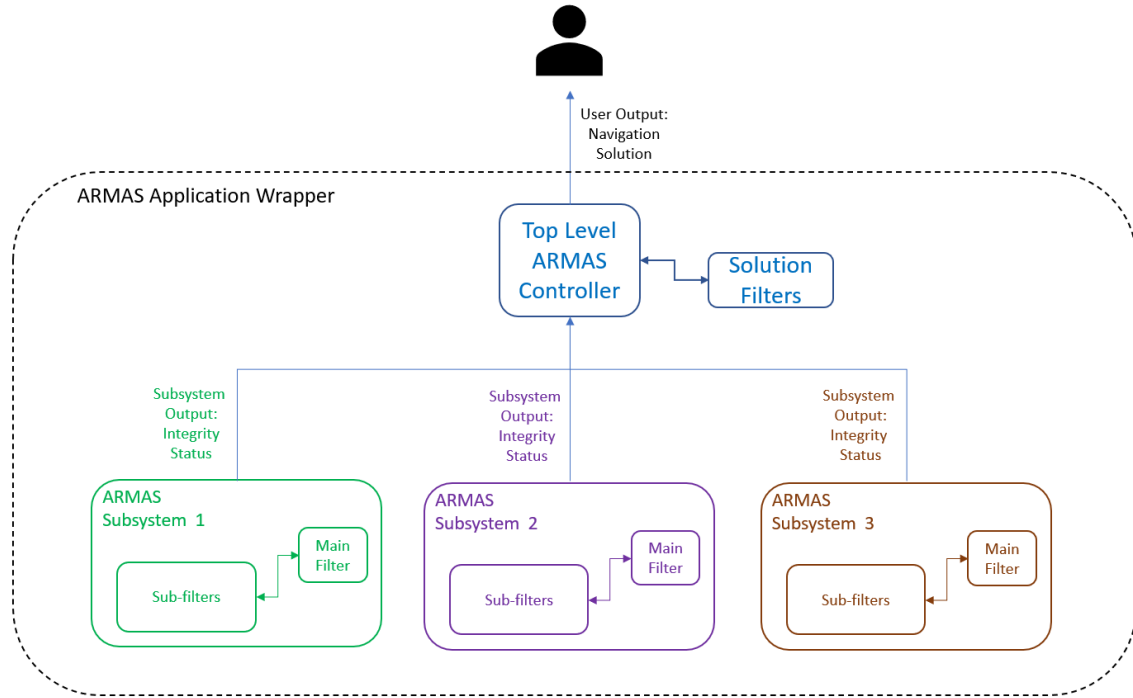 User Output:
Navigation
Solution
ARMAS Application Wrapper
Top Level
ARMAS
Controller
Solution
Filters
Subsystem
Output:
Integrity
Status
Subsystem
Output:
Integrity
Status
Subsystem
Output:
Integrity
Status
ARMAS
Subsystem 1
Main
Filter
Sub-filters
ARMAS
Subsystem 2
Main
Filter
Sub-filters
ARMAS
Subsystem 3
Main
Filter
Sub-filters